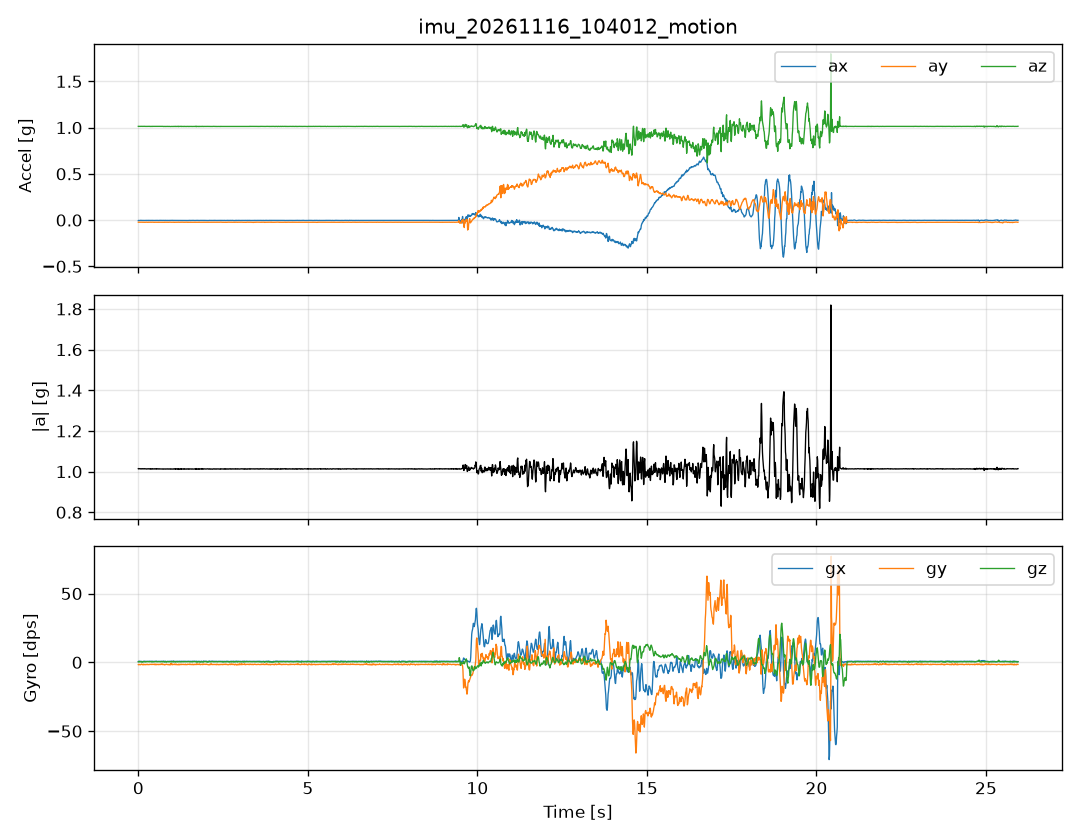 imu_20261116_104012_motion
ax ay az
Accel [g]
1.5
1.0
0.5
0.0
−0.5
|a| [g]
1.8
1.6
1.4
1.2
1.0
0.8
gx gy gz
Gyro [dps]
50
0
−50
0 5 10 15 20 25
Time [s]